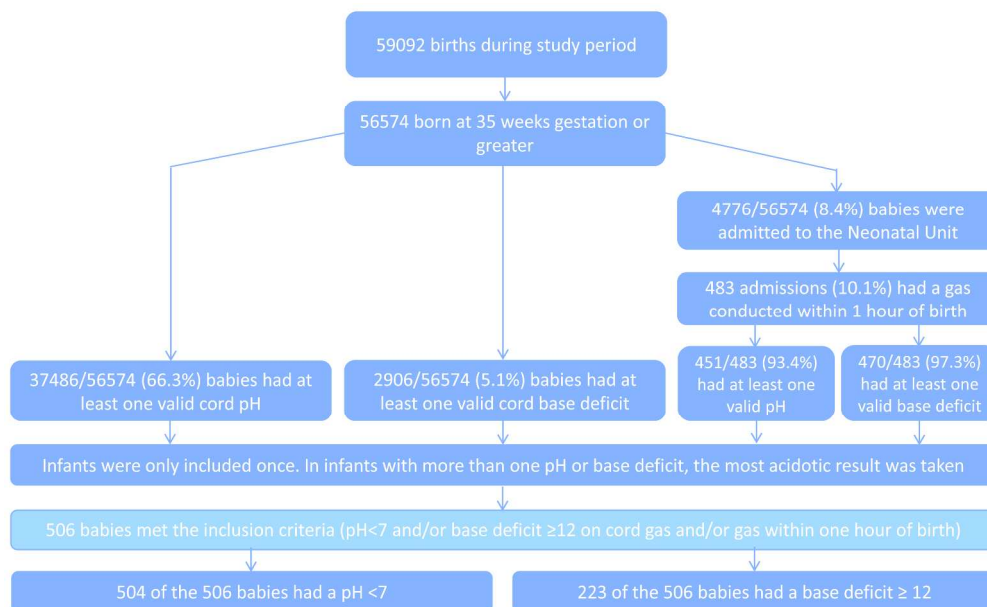 59092 births during study period
56574 born at 35 weeks gestation or
greater
4776/56574 (8.4%) babies were
admitted to the Neonatal Unit
483 admissions (10.1%) had a gas
conducted within 1 hour of birth
37486/56574 (66.3%) babies had at
least one valid cord pH
2906/56574 (5.1%) babies had at
least one valid cord base deficit
451/483 (93.4%)
had at least one
valid pH
470/483 (97.3%)
had at least one
valid base deficit
Infants were only included once. In infants with more than one pH or base deficit, the most acidotic result was taken
506 babies met the inclusion criteria (pH<7 and/or base deficit ≥12 on cord gas and/or gas within one hour of birth)
504 of the 506 babies had a pH <7
223 of the 506 babies had a base deficit ≥ 12